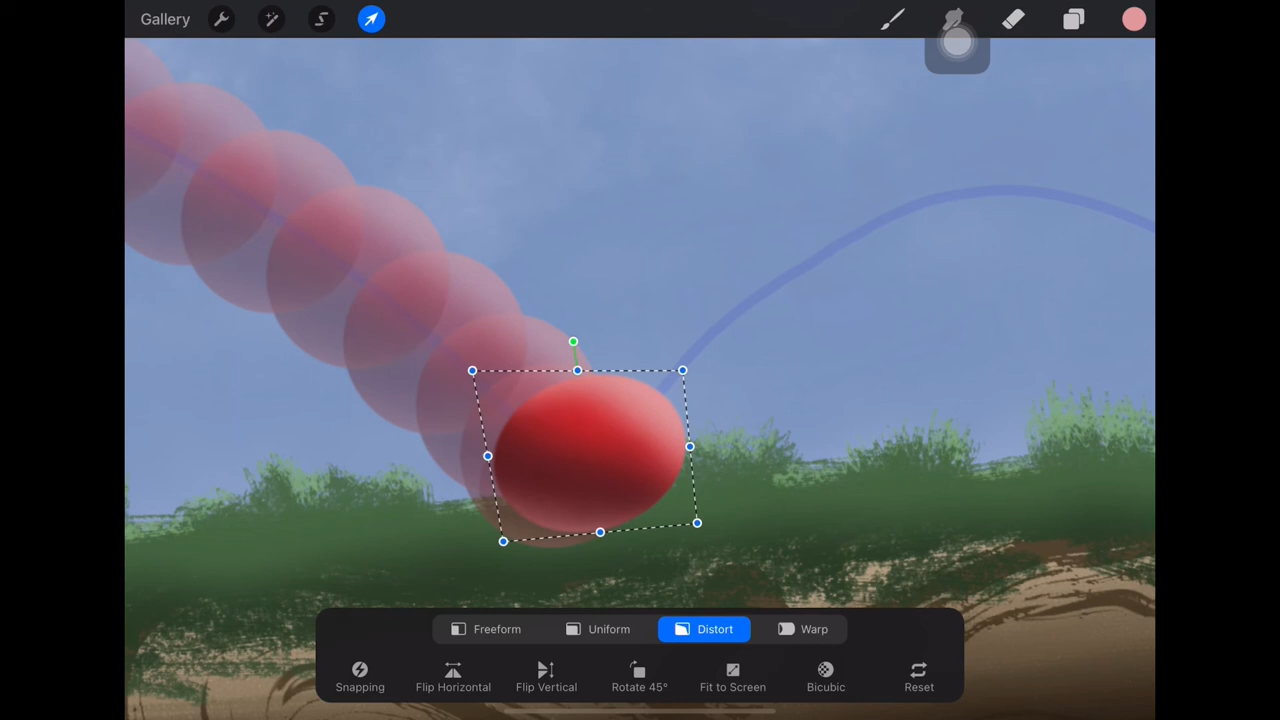 Gallery
Freeform Uniform Distort Warp
Snapping Flip Horizontal Flip Vertical Rotate 45° Fit to Screen Bicubic Reset